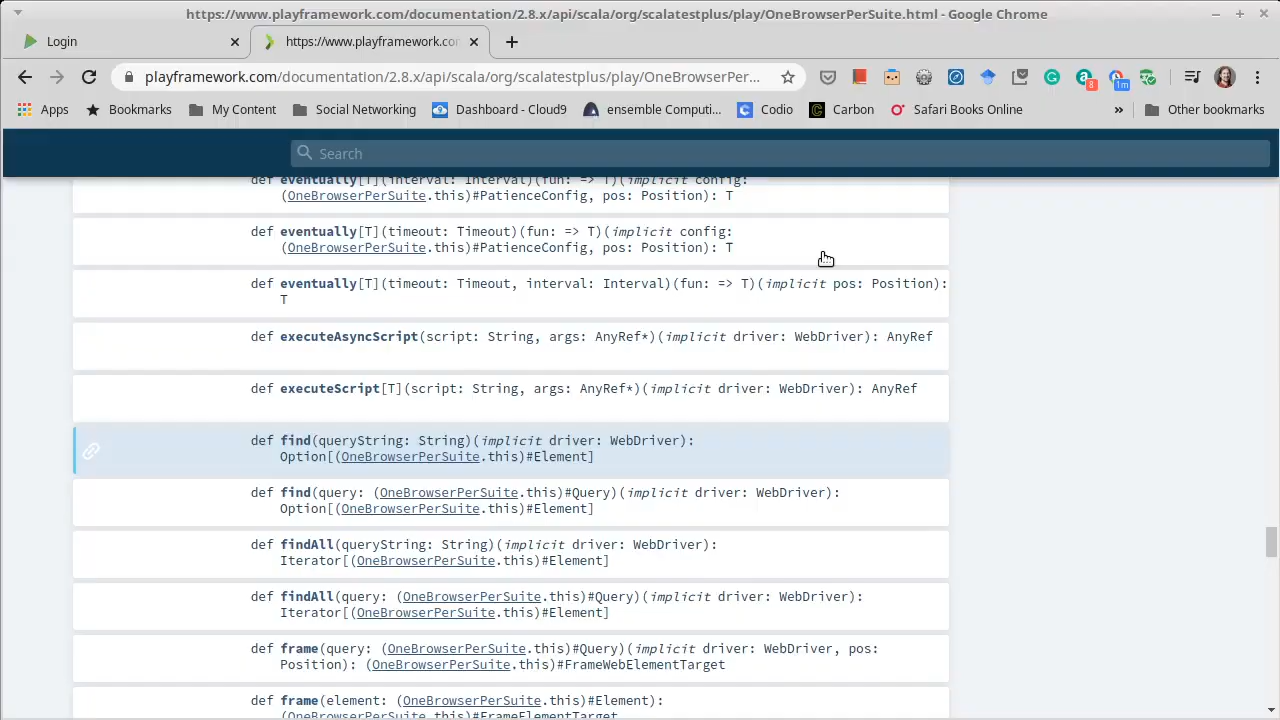 https://www.playframework.com/documentation/2.8.x/api/scala/org/scalatestplus/play/OneBrowserPerSuite.html - Google Chrome
Login
https://www.playframework.cor
playframework.com/documentation/2.8.x/api/scala/org/scalatestplus/play/OneBrowserPer...
8
1m
Apps
Bookmarks
My Content
Social Networking
Dashboard - Cloud9
ensemble Computi...
Codio
Carbon
Safari Books Online
»
Other bookmarks
Search
def eventually[T](interval: Interval)(fun: => T)(implicit config:
(OneBrowserPerSuite.this)#PatienceConfig, pos: Position): T
def eventually[T](timeout: Timeout)(fun: => T)(implicit config:
(OneBrowserPerSuite.this)#PatienceConfig, pos: Position): T
def eventually[T](timeout: Timeout, interval: Interval)(fun: => T)(implicit pos: Position):
T
def executeAsyncScript(script: String, args: AnyRef*)(implicit driver: WebDriver): AnyRef
def executeScript[T](script: String, args: AnyRef*)(implicit driver: WebDriver): AnyRef
def find(queryString: String)(implicit driver: WebDriver):
Option[(OneBrowserPerSuite.this)#Element]
def find(query: (OneBrowserPerSuite.this)#Query)(implicit driver: WebDriver):
Option[(OneBrowserPerSuite.this)#Element]
def findAll(queryString: String)(implicit driver: WebDriver):
Iterator[(OneBrowserPerSuite.this)#Element]
def findAll(query: (OneBrowserPerSuite.this)#Query)(implicit driver: WebDriver):
Iterator[(OneBrowserPerSuite.this)#Element]
def frame(query: (OneBrowserPerSuite.this)#Query)(implicit driver: WebDriver, pos:
Position): (OneBrowserPerSuite.this)#FrameWebElementTarget
def frame(element: (OneBrowserPerSuite.this)#Element):
(OneBrowserPerSuite.this)#FrameElementTarget